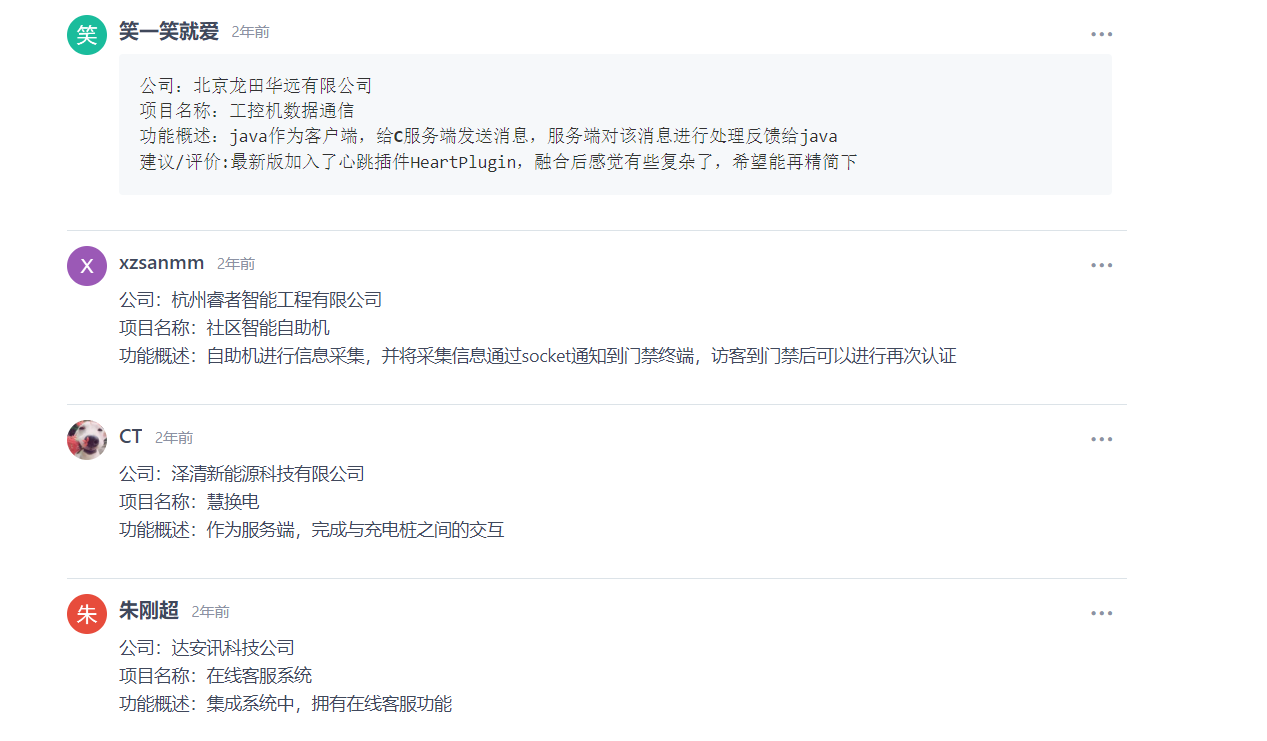 笑 笑一笑就爱 2年前
公司：北京龙田华远有限公司
项目名称：工控机数据通信
功能概述：java作为客户端，给C服务端发送消息，服务端对该消息进行处理反馈给java
建议/评价:最新版加入了心跳插件HeartPlugin，融合后感觉有些复杂了，希望能再精简下
X xzsanmm 2年前
公司：杭州睿者智能工程有限公司
项目名称：社区智能自助机
功能概述：自助机进行信息采集，并将采集信息通过socket通知到门禁终端，访客到门禁后可以进行再次认证
CT 2年前
公司：泽清新能源科技有限公司
项目名称：慧换电
功能概述：作为服务端，完成与充电桩之间的交互
朱 朱刚超 2年前
公司：达安讯科技公司
项目名称：在线客服系统
功能概述：集成系统中，拥有在线客服功能